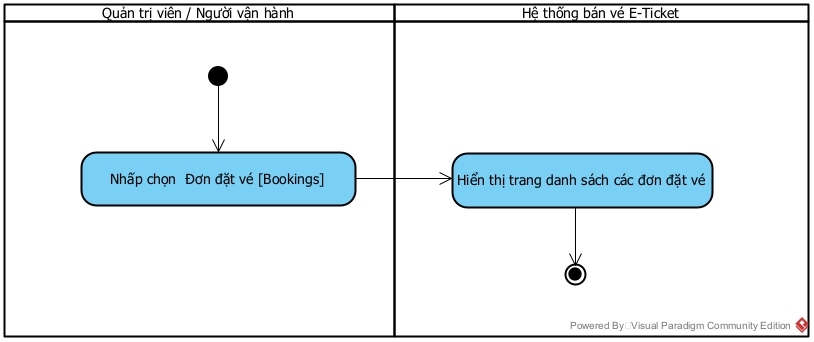 Quản trị viên / Người vận hành
Hệ thống bán vé E-Ticket
Nhấp chọn  Đơn đặt vé [Bookings]
Hiển thị trang danh sách các đơn đặt vé
Powered By Visual Paradigm Community Edition